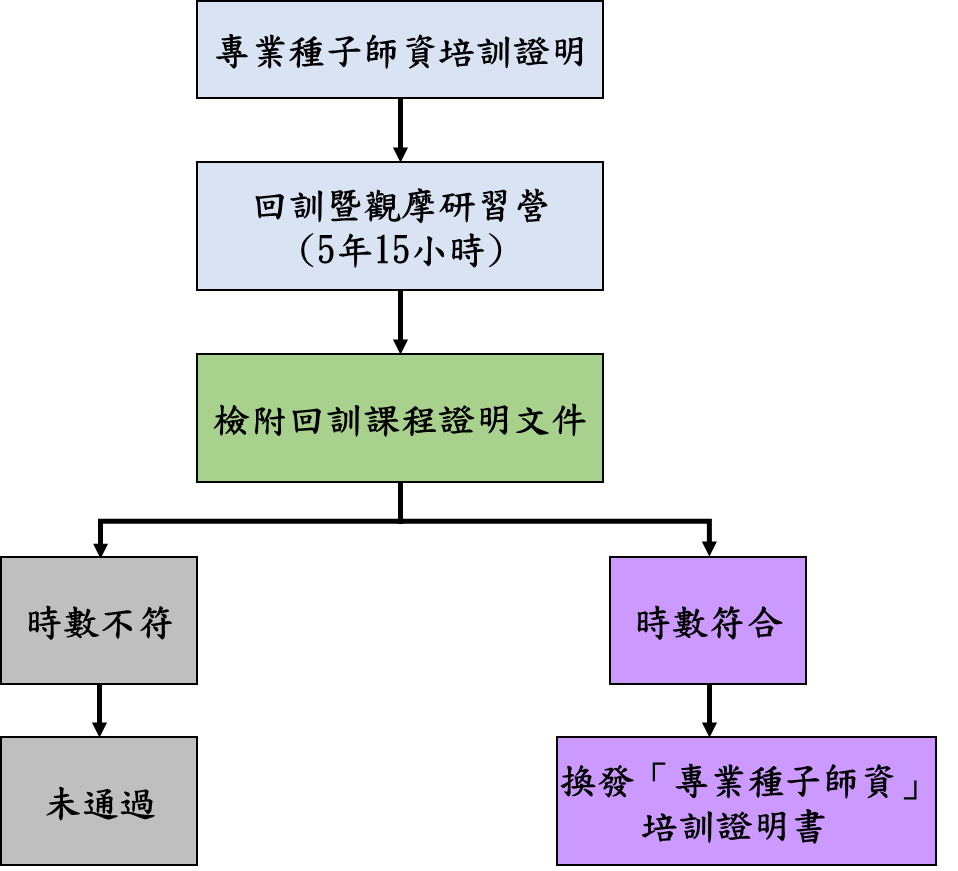 專業種子師資培訓證明
回訓暨觀摩研習營
（5年15小時）
檢附回訓課程證明文件
時數不符
時數符合
未通過
換發「專業種子師資」
培訓證明書